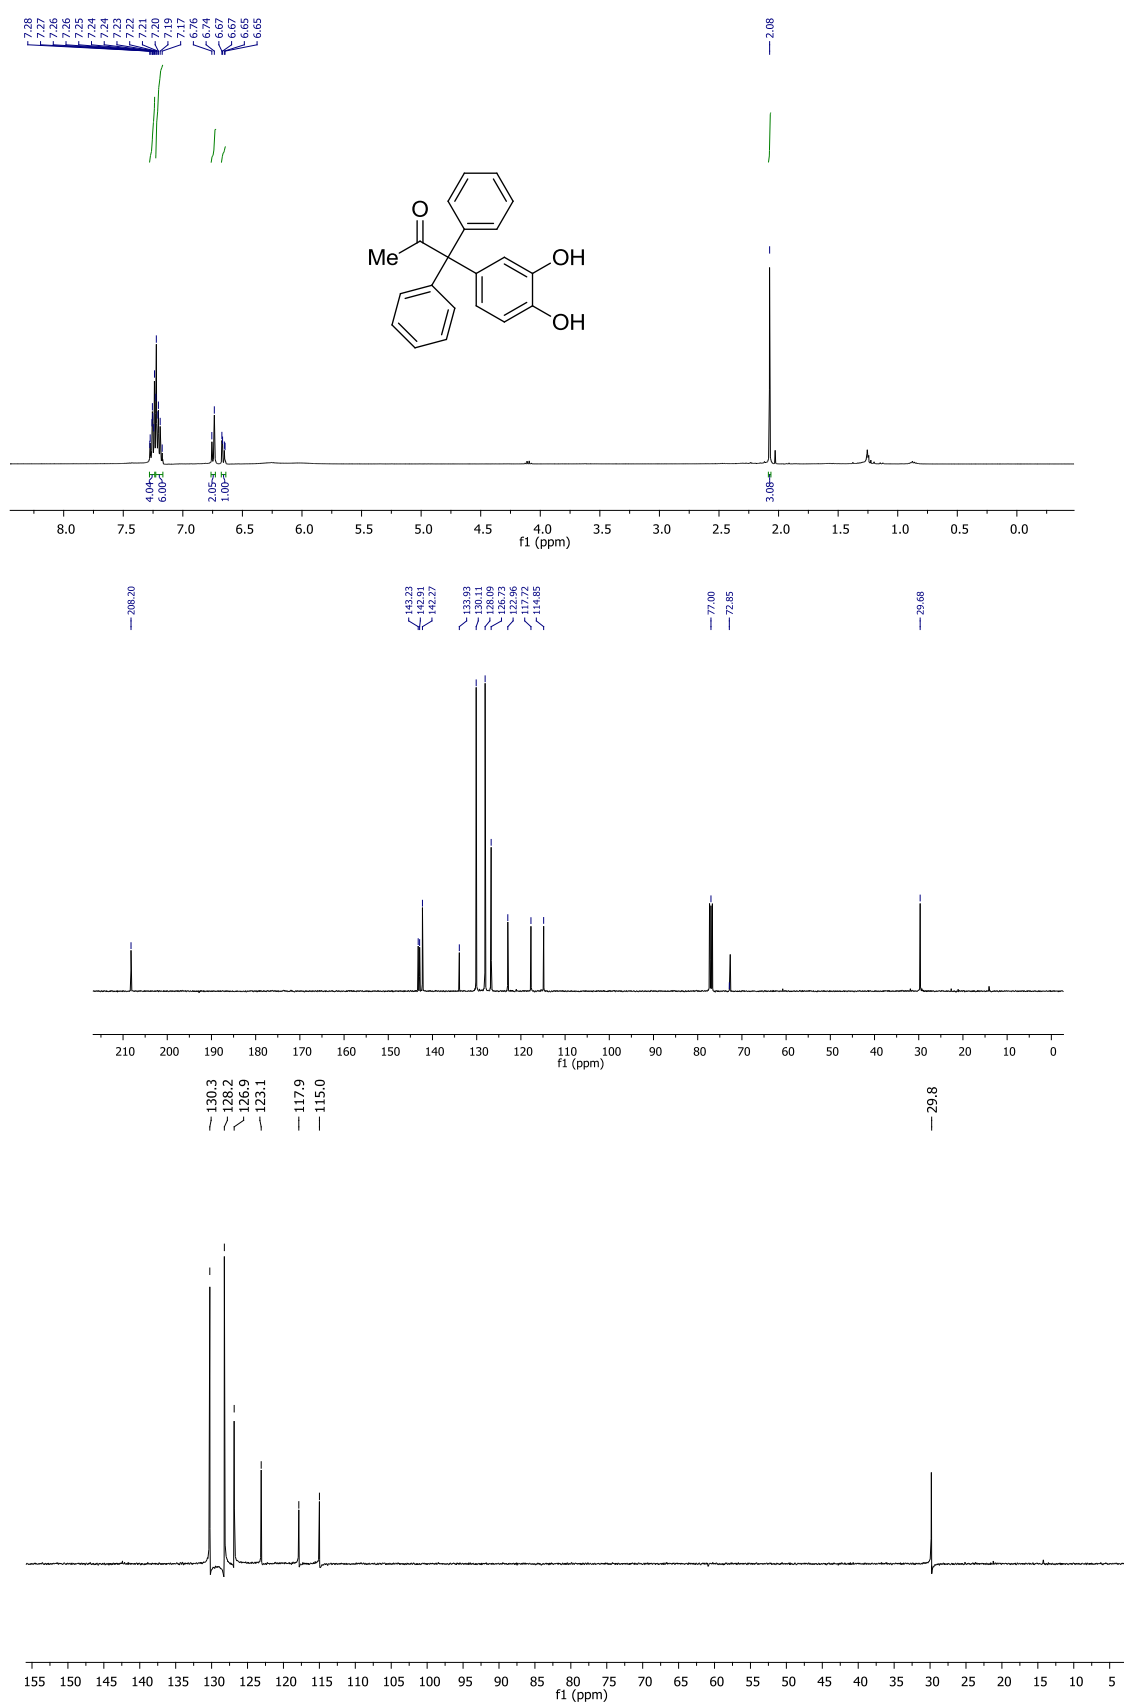 7.28 7.27 7.26 7.26 7.25 7.24 7.24 7.23 7.22 7.21 7.20 7.19 7.17 6.76 6.74 6.67 6.67 6.65 6.65 2.08
O
Me
OH
OH
4.04 6.00 2.05 1.00 3.08
8.0 7.5 7.0 6.5 6.0 5.5 5.0 4.5 4.0 3.5 3.0 2.5 2.0 1.5 1.0 0.5 0.0
f1 (ppm)
208.20 143.23 142.91 142.27 133.93 130.11 128.09 126.73 122.96 117.72 114.85 77.00 72.85 29.68
210 200 190 180 170 160 150 140 130 120 110 100 90 80 70 60 50 40 30 20 10 0
f1 (ppm)
130.3 128.2 126.9 123.1 117.9 115.0 29.8
155 150 145 140 135 130 125 120 115 110 105 100 95 90 85 80 75 70 65 60 55 50 45 40 35 30 25 20 15 10 5
f1 (ppm)